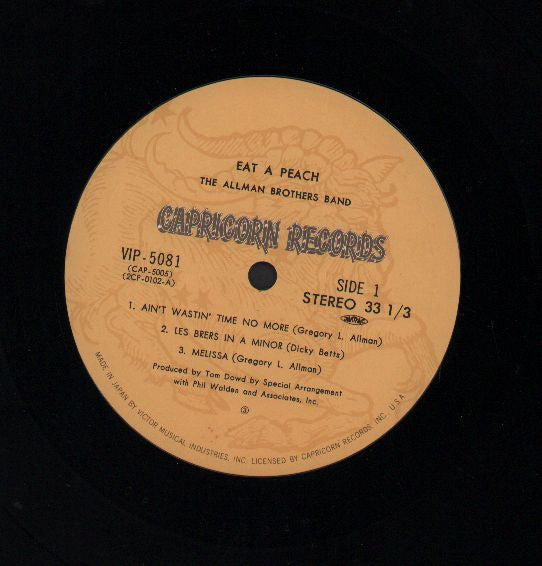 EAT A PEACH
THE ALLMAN BROTHERS BAND
CAPRICORN RECORDS
VIP-5081
(CAP-5005)
(2CP-0102-A)
SIDE 1
STEREO 33 1/3
1. AIN'T WASTIN' TIME NO MORE (Gregory L. Allman)
2. LES BRERS IN A MINOR (Dicky Betts)
3. MELISSA (Gregory L. Allman)
Produced by Tom Dowd by Special Arrangement
with Phil Walden and Associates, Inc.
MADE IN JAPAN BY VICTOR MUSICAL INDUSTRIES, INC. LICENSED BY CAPRICORN RECORDS, INC., U.S.A.